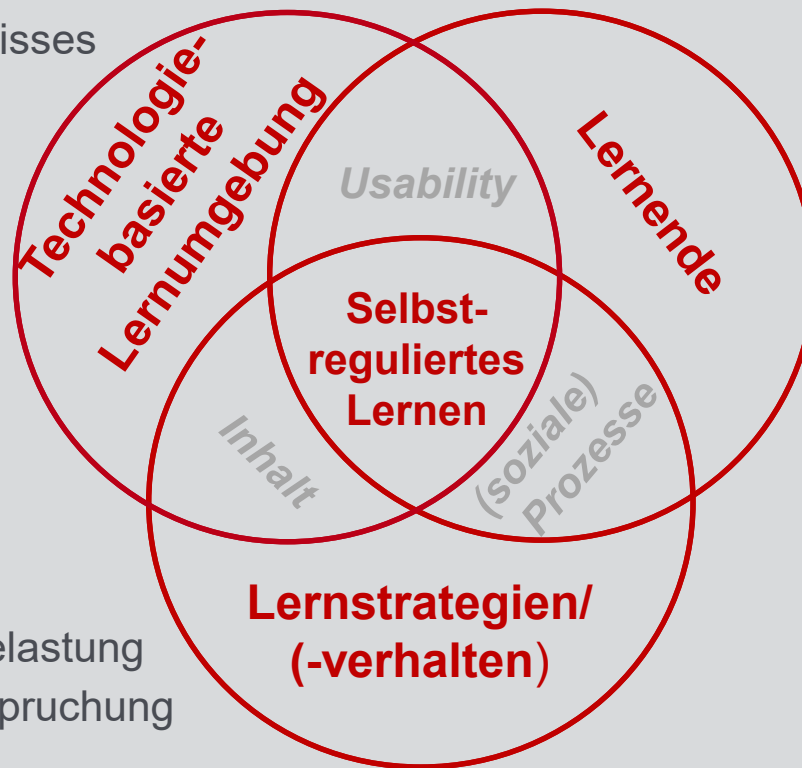 isses
Technologie-
basierte
Lernumgebung
Lernende
Usability
Selbst-
reguliertes
Lernen
Inhalt
(soziale)
Prozesse
Lernstrategien/
(-verhalten)
elastung
pruchung